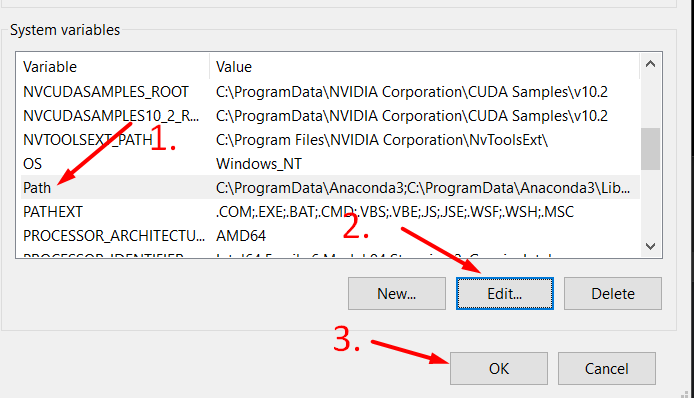 System variables
Variable Value
NVCUDASAMPLES_ROOT C:\ProgramData\NVIDIA Corporation\CUDA Samples\v10.2
NVCUDASAMPLES10_2_R... C:\ProgramData\NVIDIA Corporation\CUDA Samples\v10.2
NVTOOLSEXT_PATH C:\Program Files\NVIDIA Corporation\NvToolsExt\
1.
OS Windows_NT
Path C:\ProgramData\Anaconda3;C:\ProgramData\Anaconda3\Lib...
PATHEXT .COM;.EXE;.BAT;.CMD;.VBS;.VBE;.JS;.JSE;.WSF;.WSH;.MSC
2.
PROCESSOR_ARCHITECTU... AMD64
PROCESSOR_IDENTIFIER
New... Edit... Delete
3.
OK Cancel